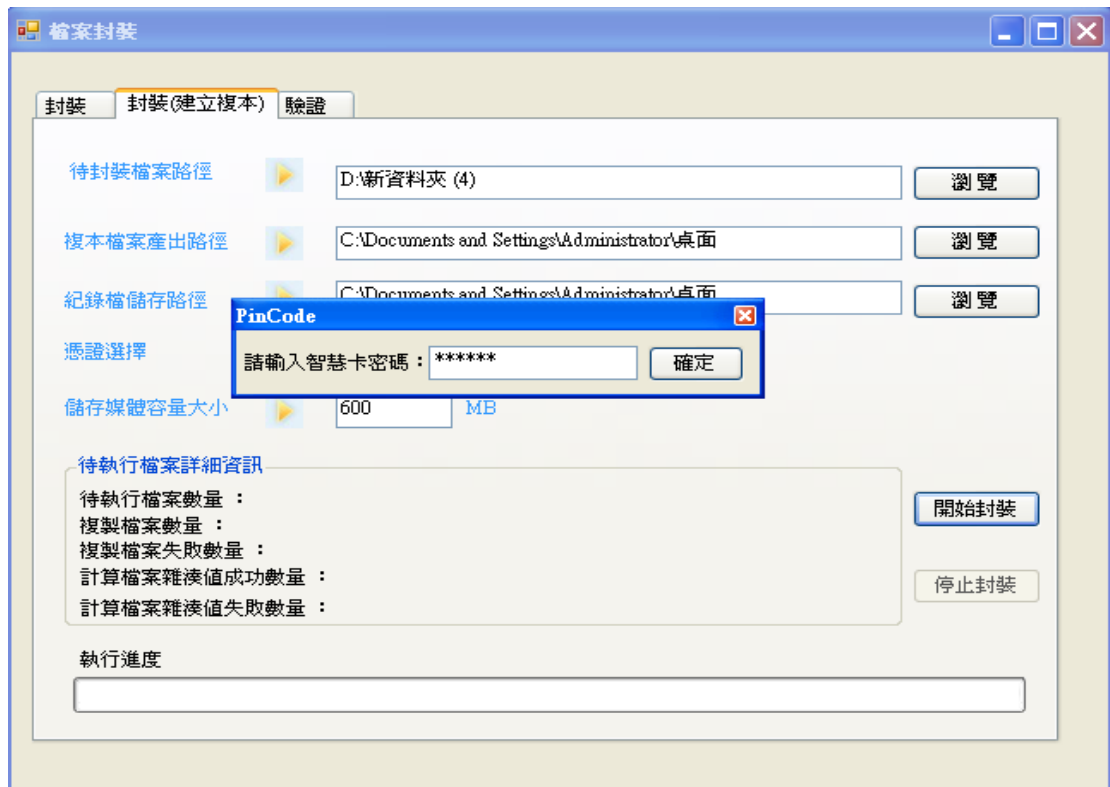 檔案封裝
封裝
封裝(建立複本)
驗證
待封裝檔案路徑
D:\新資料夾 (4)
瀏覽
複本檔案產出路徑
C:\Documents and Settings\Administrator\桌面
瀏覽
紀錄檔儲存路徑
C:\Documents and Settings\Administrator\桌面
瀏覽
PinCode
請輸入智慧卡密碼：
******
確定
憑證選擇
儲存媒體容量大小
600
MB
待執行檔案詳細資訊
待執行檔案數量 ：
複製檔案數量 ：
複製檔案失敗數量 ：
計算檔案雜湊值成功數量 ：
計算檔案雜湊值失敗數量 ：
開始封裝
停止封裝
執行進度